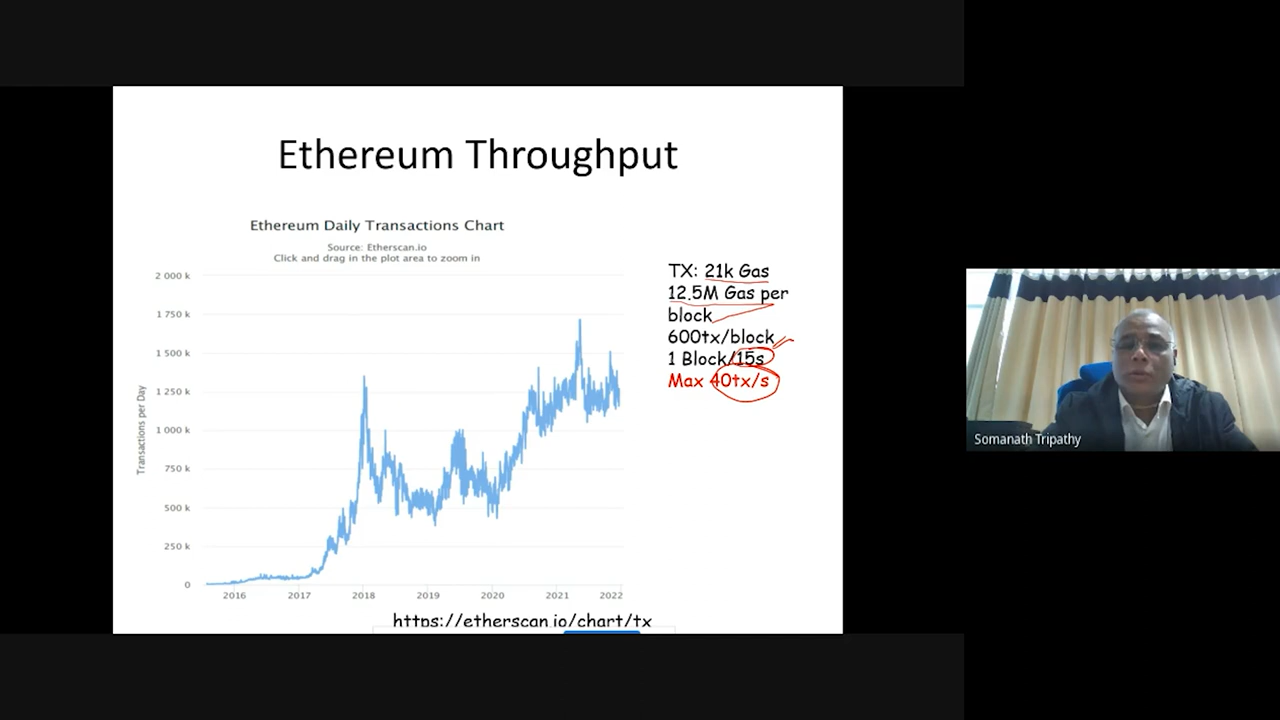 Ethereum Throughput
Ethereum Daily Transactions Chart
Source: Etherscan.io
Click and drag in the plot area to zoom in
Transactions per Day
2 000 k
1 750 k
1 500 k
1 250 k
1 000 k
750 k
500 k
250 k
0
2016 2017 2018 2019 2020 2021 2022
https://etherscan.io/chart/tx
TX: 21k Gas
12.5M Gas per
block
600tx/block
1 Block/15s
Max 40tx/s
Somanath Tripathy